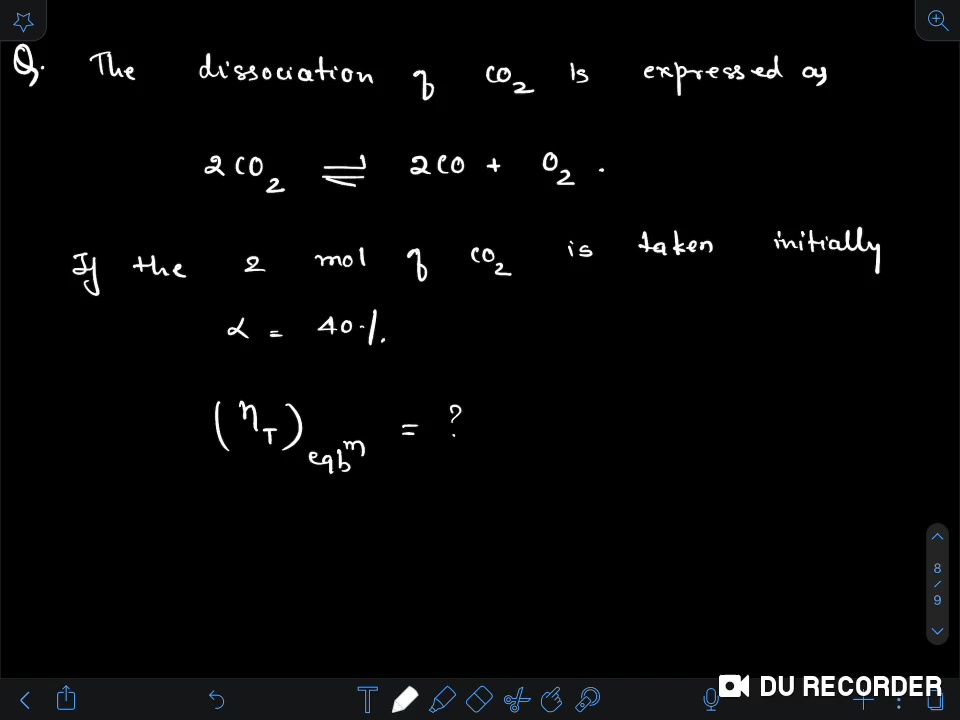 Q. The dissociation of CO2 is expressed as
2CO2 ⇌ 2CO + O2 .
If the 2 mol of CO2 is taken initially
α = 40 %.
(ηT)eqbm = ?
8
/
9
T
DU RECORDER